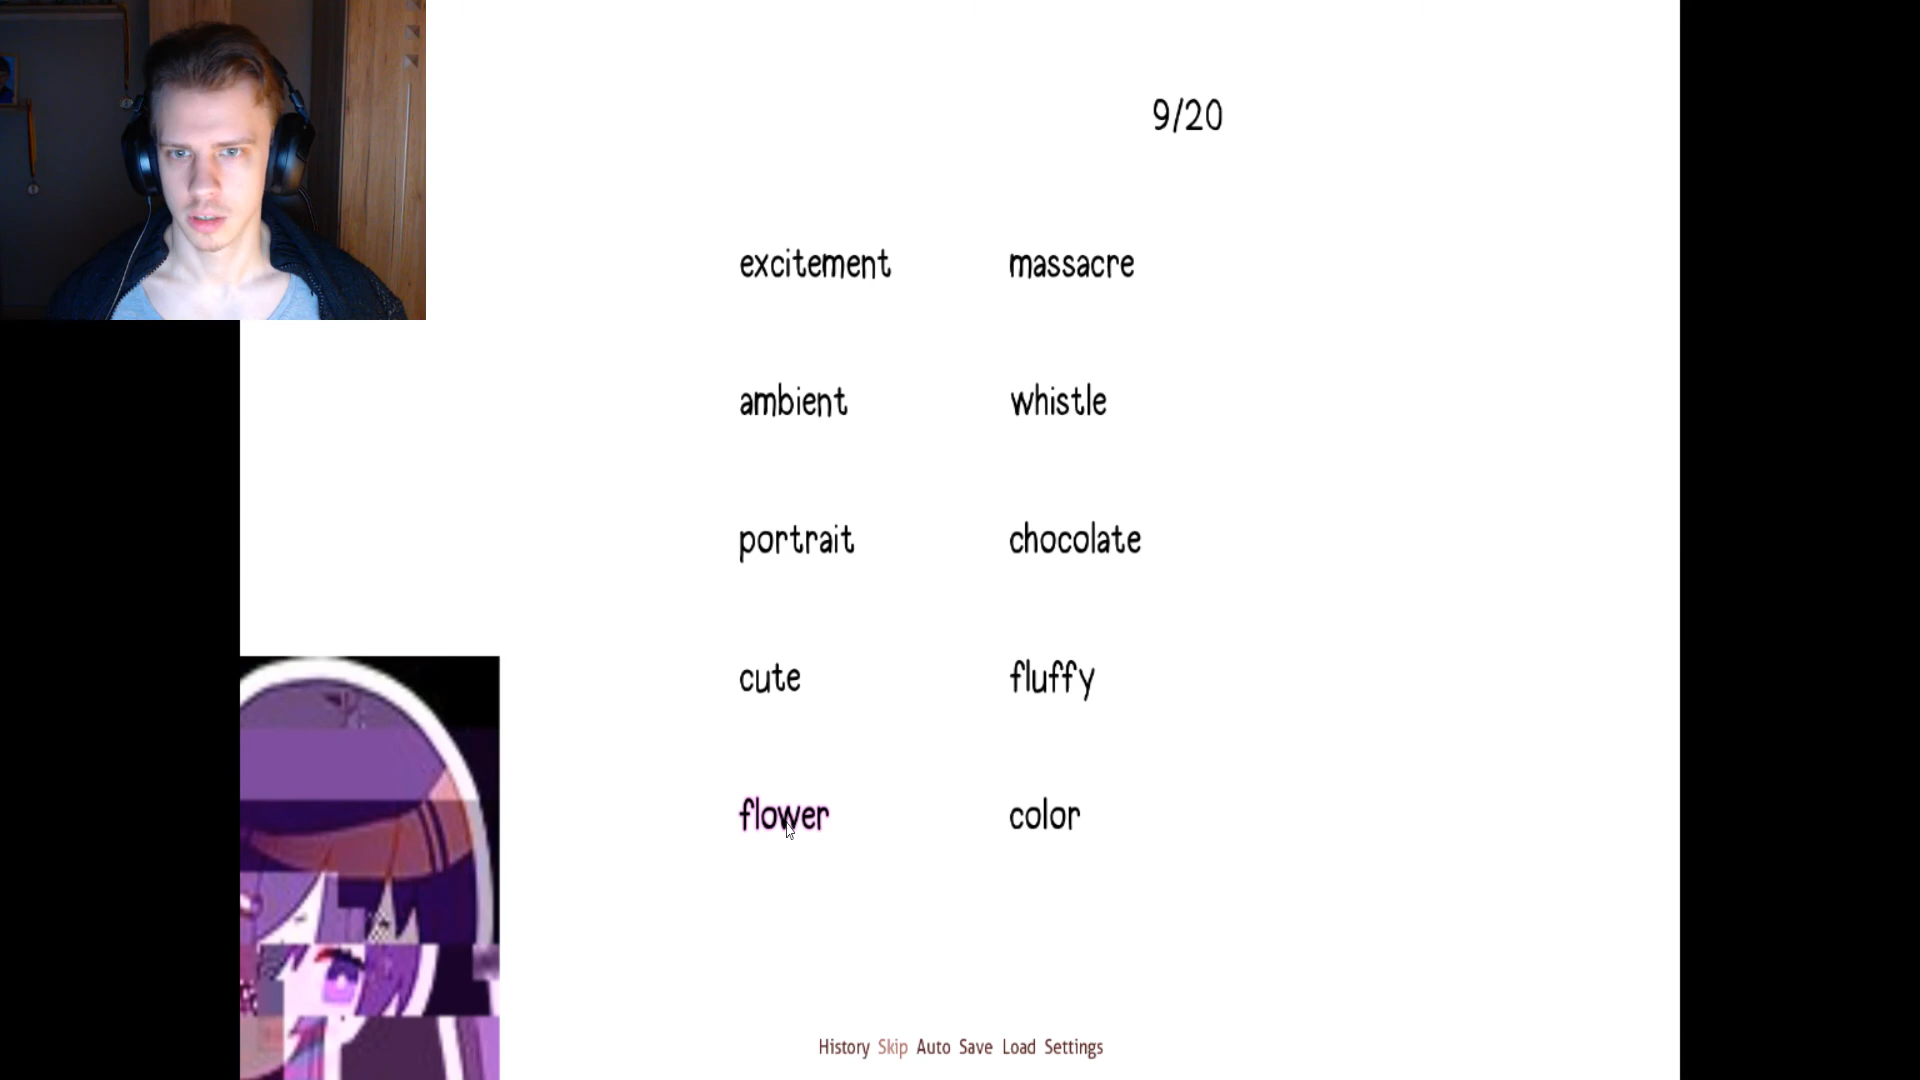 9/20
excitement massacre
ambient whistle
portrait chocolate
cute fluffy
flower color
History Skip Auto Save Load Settings